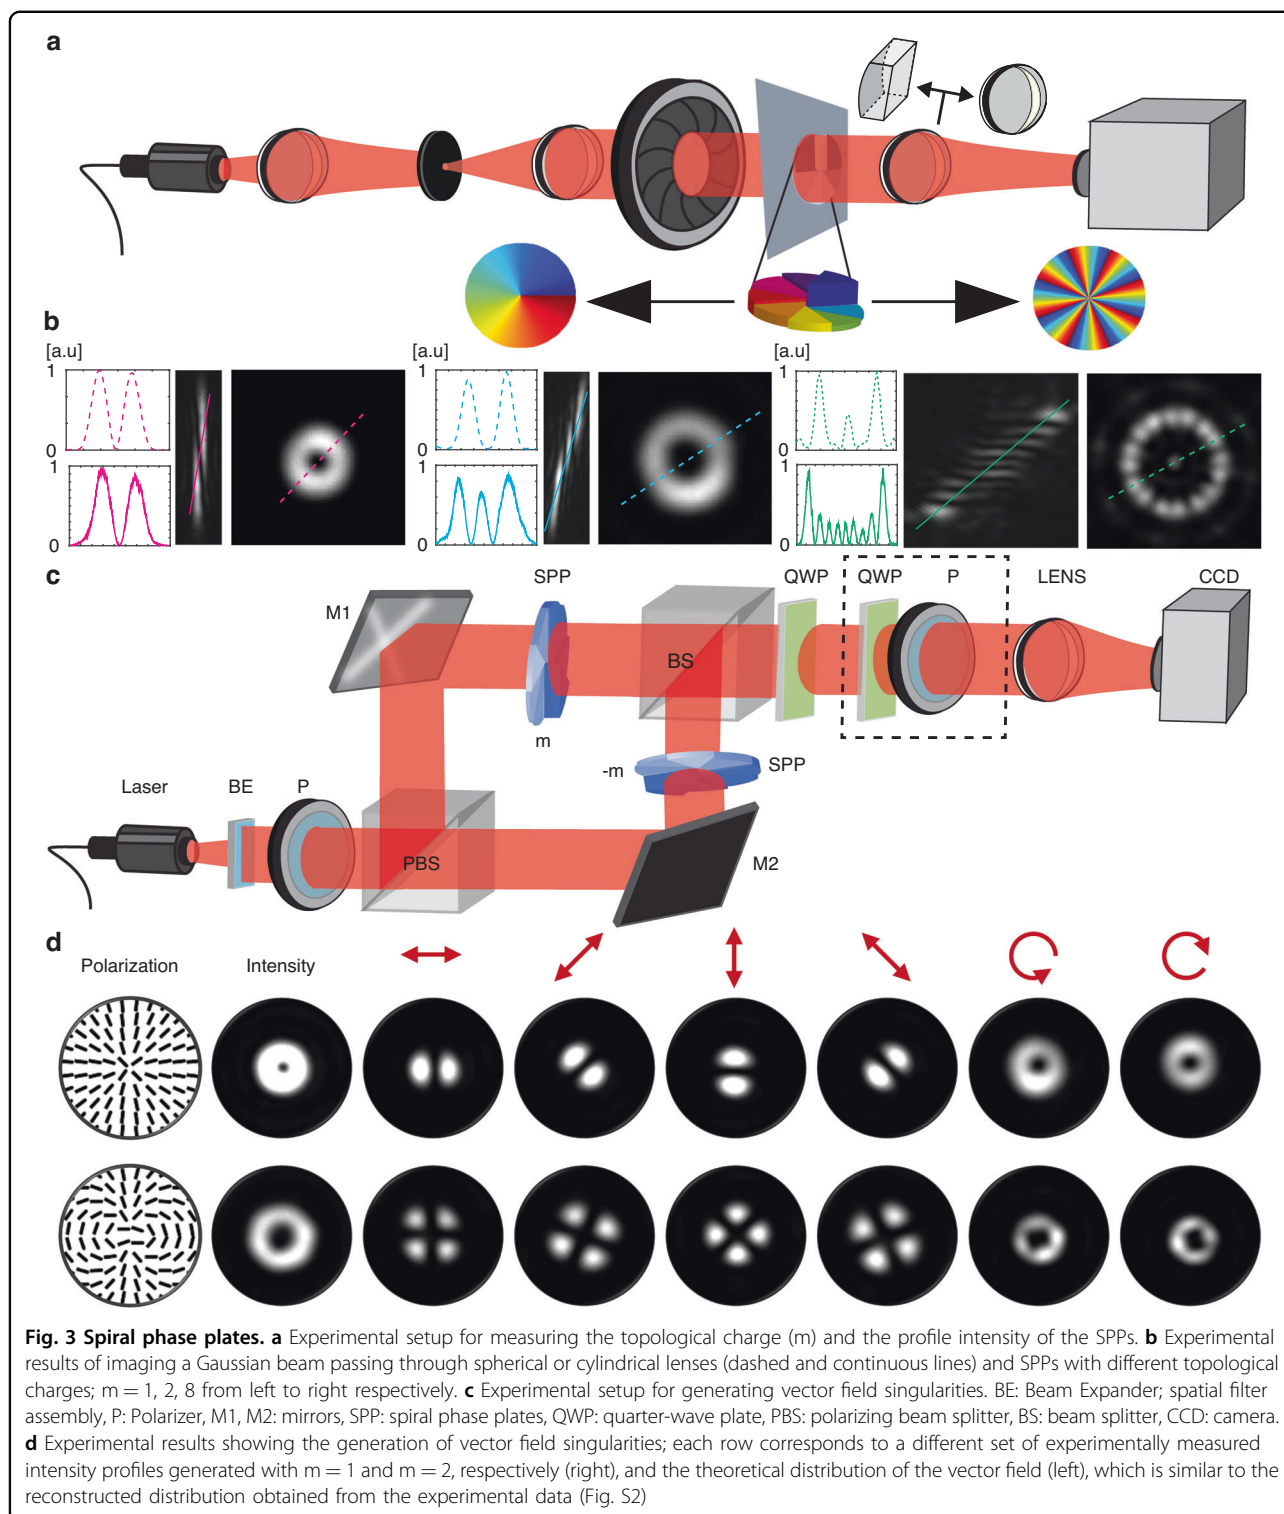 a
b
[a.u] [a.u] [a.u]
1 1 1
0 0 0
1 1 1
0 0 0
c
SPP QWP QWP P LENS CCD
M1
BS
m
-m SPP
Laser BE P
PBS M2
d
Polarization Intensity
Fig. 3 Spiral phase plates. a Experimental setup for measuring the topological charge (m) and the profile intensity of the SPPs. b Experimental
results of imaging a Gaussian beam passing through spherical or cylindrical lenses (dashed and continuous lines) and SPPs with different topological
charges; m = 1, 2, 8 from left to right respectively. c Experimental setup for generating vector field singularities. BE: Beam Expander; spatial filter
assembly, P: Polarizer, M1, M2: mirrors, SPP: spiral phase plates, QWP: quarter-wave plate, PBS: polarizing beam splitter, BS: beam splitter, CCD: camera.
d Experimental results showing the generation of vector field singularities; each row corresponds to a different set of experimentally measured
intensity profiles generated with m = 1 and m = 2, respectively (right), and the theoretical distribution of the vector field (left), which is similar to the
reconstructed distribution obtained from the experimental data (Fig. S2)